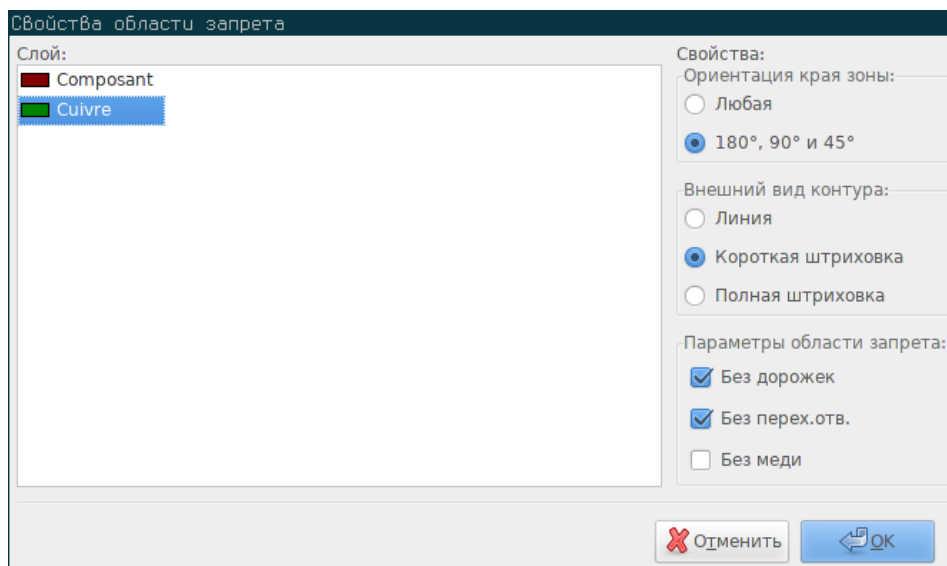 Свойства области запрета
Слой:
Composant
Cuivre
Свойства:
Ориентация края зоны:
Любая
180°, 90° и 45°
Внешний вид контура:
Линия
Короткая штриховка
Полная штриховка
Параметры области запрета:
Без дорожек
Без перех.отв.
Без меди
Отменить
OK